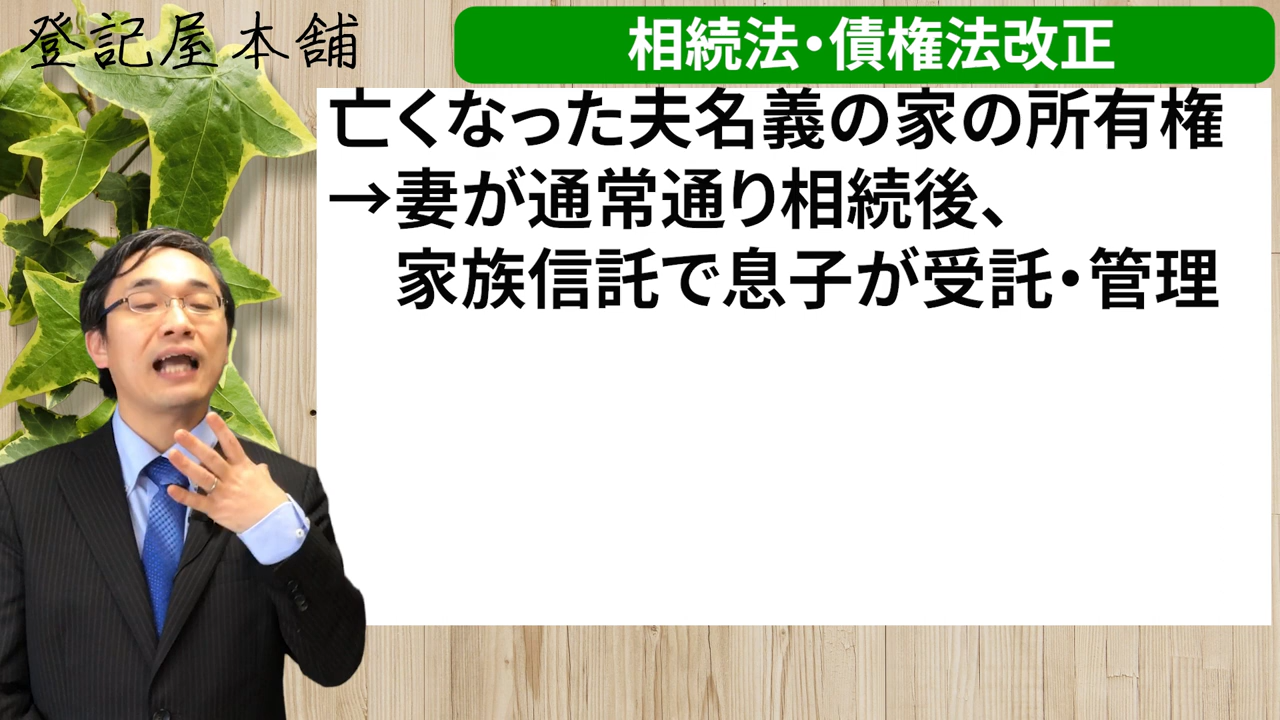 登記屋本舗
相続法・債権法改正
亡くなった夫名義の家の所有権
→妻が通常通り相続後、
家族信託で息子が受託・管理